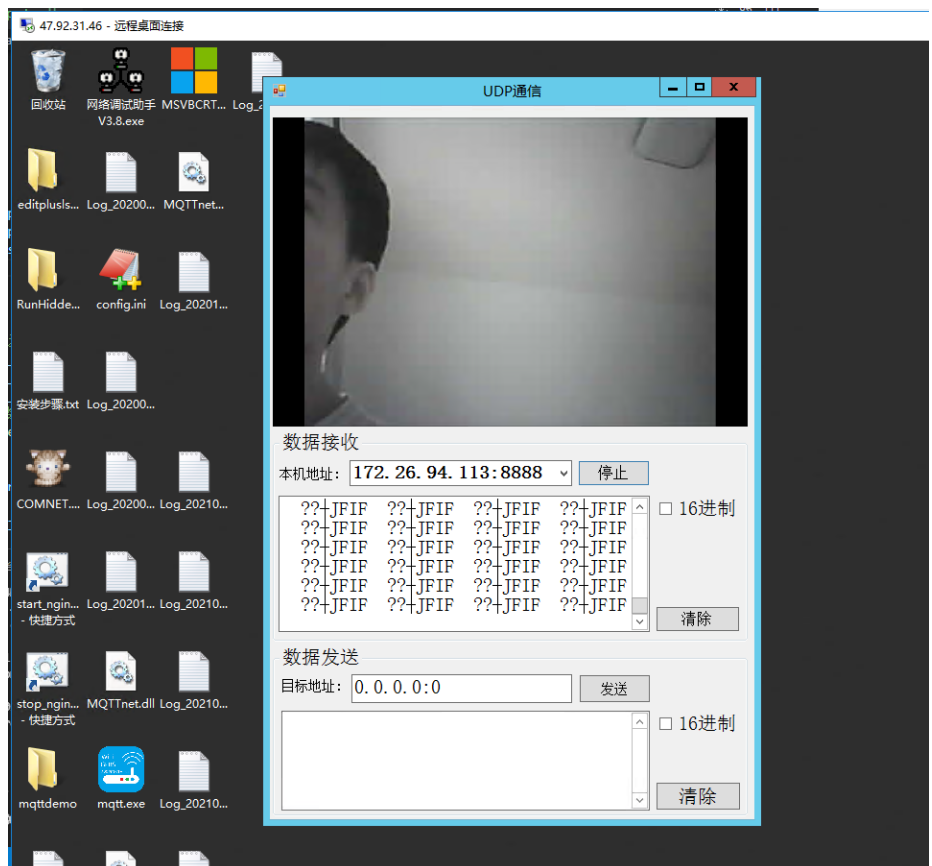 47.92.31.46 - 远程桌面连接
回收站
网络调试助手
V3.8.exe
MSVBCRT...
Log_2
editplusls...
Log_20200...
MQTTnet...
RunHidde...
config.ini
Log_20201...
安装步骤.txt
Log_20200...
COMNET....
Log_20200...
Log_20210...
start_ngin...
- 快捷方式
Log_20201...
Log_20210...
stop_ngin...
- 快捷方式
MQTTnet.dll
Log_20210...
mqttdemo
mqtt.exe
Log_20210...
UDP通信
数据接收
本机地址: 172.26.94.113:8888 停止
??┼JFIF ??┼JFIF ??┼JFIF ??┼JFIF
??┼JFIF ??┼JFIF ??┼JFIF ??┼JFIF
??┼JFIF ??┼JFIF ??┼JFIF ??┼JFIF
??┼JFIF ??┼JFIF ??┼JFIF ??┼JFIF
??┼JFIF ??┼JFIF ??┼JFIF ??┼JFIF
??┼JFIF ??┼JFIF ??┼JFIF ??┼JFIF
16进制
清除
数据发送
目标地址: 0.0.0.0:0 发送
16进制
清除